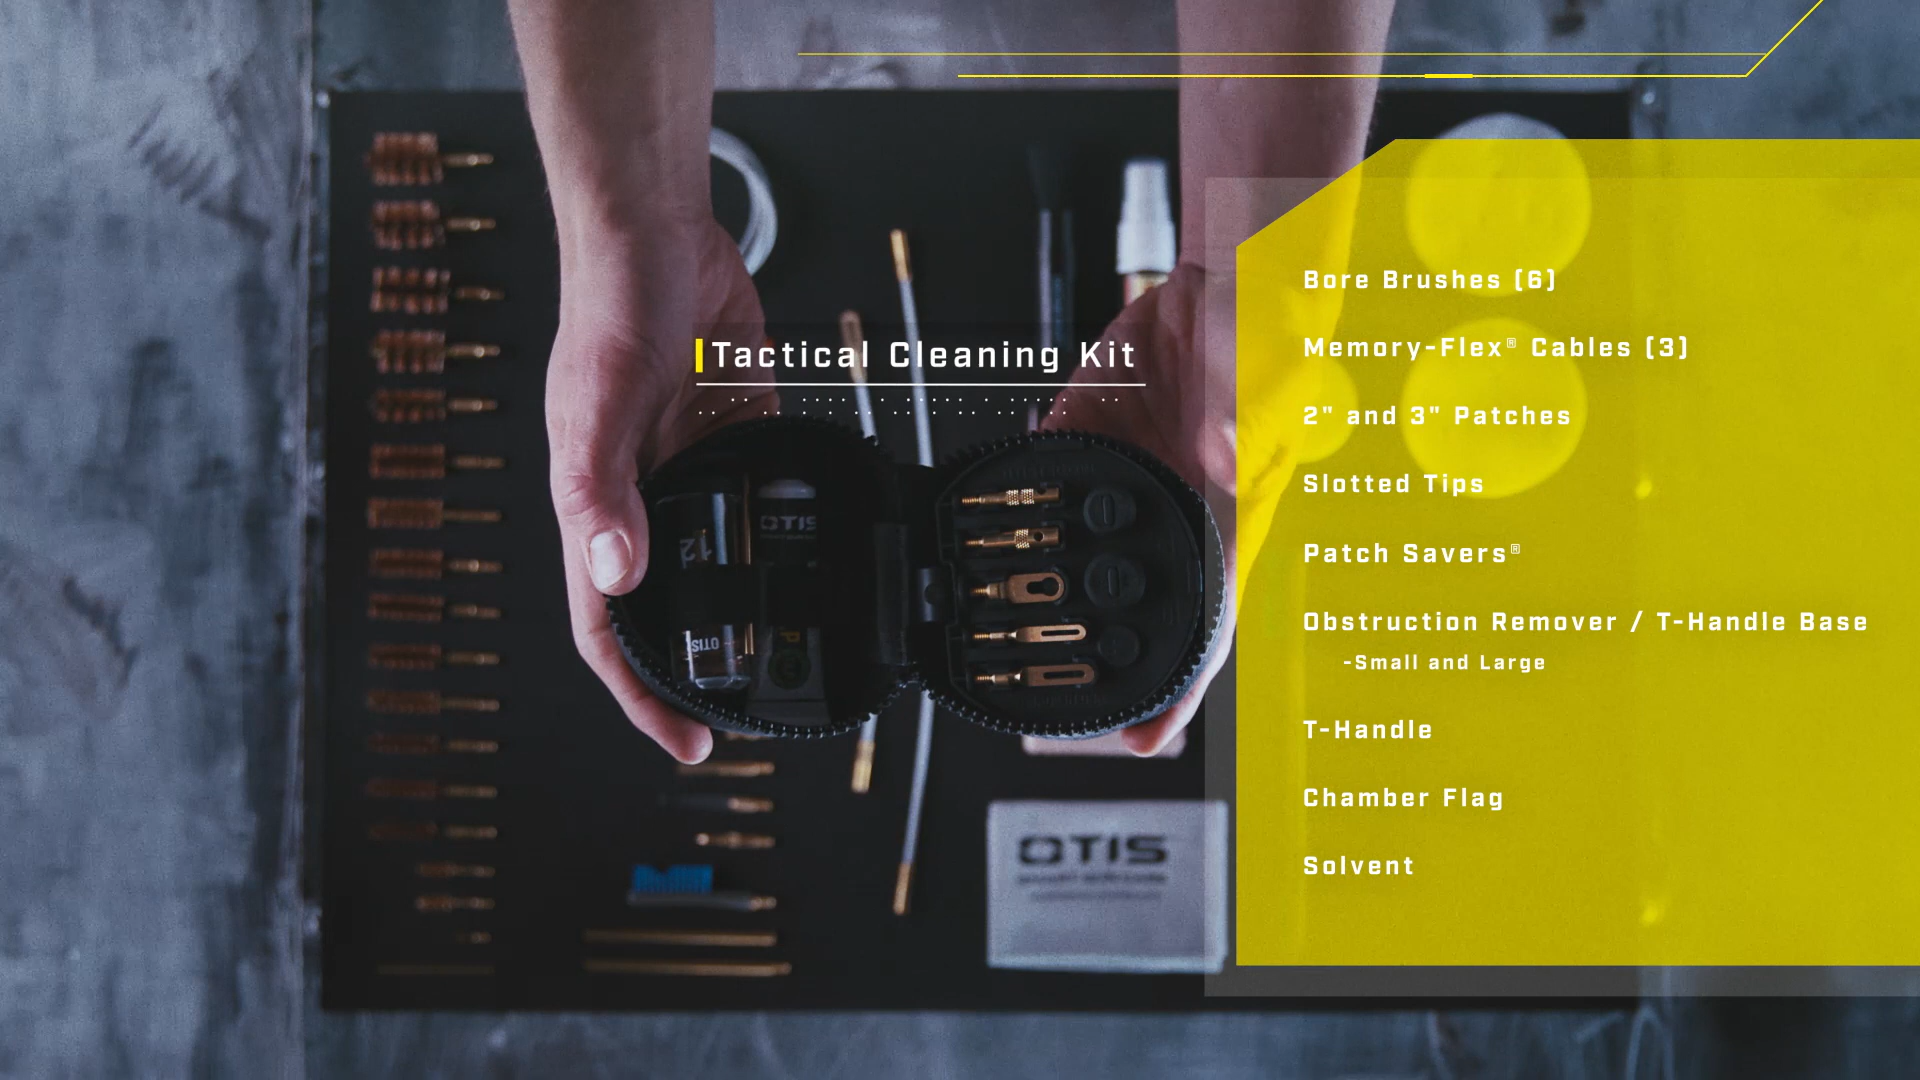 Tactical Cleaning Kit
Bore Brushes (6)
Memory-Flex® Cables (3)
2" and 3" Patches
Slotted Tips
Patch Savers®
Obstruction Remover / T-Handle Base
-Small and Large
T-Handle
Chamber Flag
Solvent
OTIS
12
OTIS
OTIS